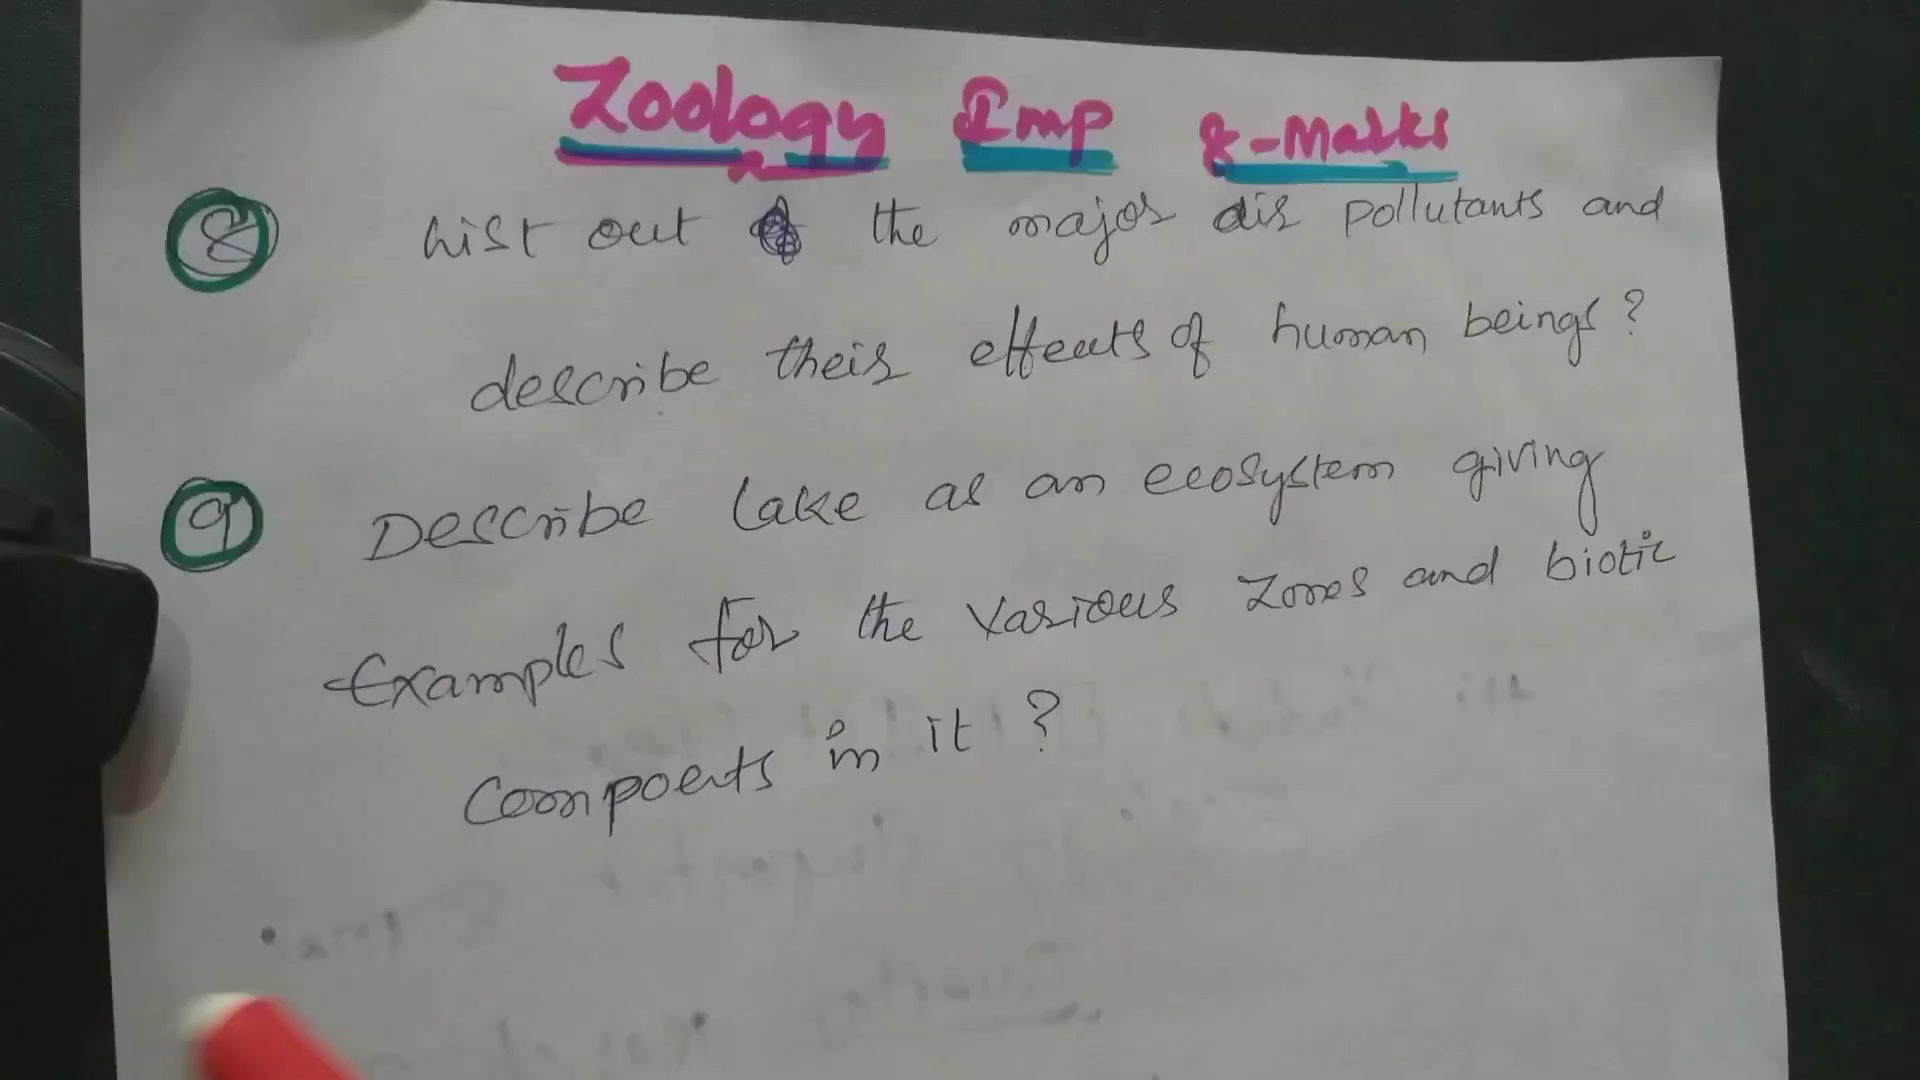 Zoology Imp 8-Marks
8 List out the major air pollutants and
describe their effects of human beings?
9 Describe lake as an ecosystem giving
Examples for the various Zones and biotic
Compoents in it?